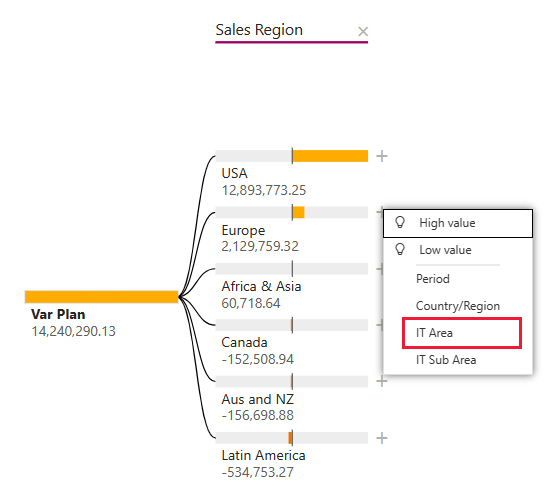 Sales Region
USA
12,893,773.25
Europe
2,129,759.32
Africa & Asia
60,718.64
Var Plan
14,240,290.13
Canada
-152,508.94
Aus and NZ
-156,698.88
Latin America
-534,753.27
High value
Low value
Period
Country/Region
IT Area
IT Sub Area